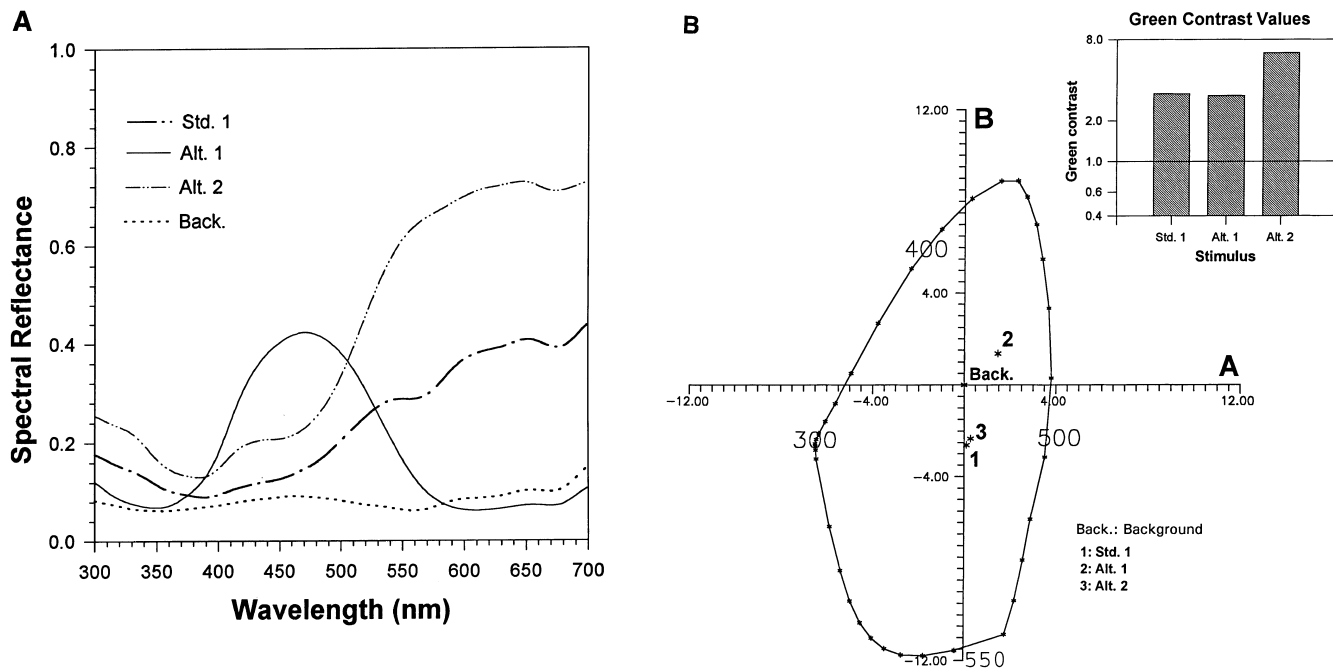 A
Spectral Reflectance
1.0
0.8
0.6
0.4
0.2
0.0
Std. 1
Alt. 1
Alt. 2
Back.
300 350 400 450 500 550 600 650 700
Wavelength (nm)
B
Green Contrast Values
Green contrast
8.0
2.0
1.0
0.6
0.4
Std. 1 Alt. 1 Alt. 2
Stimulus
12.00
B
400
4.00
2
Back.
A
-12.00 -4.00 4.00 12.00
300
3
500
1
-4.00
Back.: Background
1: Std. 1
2: Alt. 1
3: Alt. 2
-12.00
550